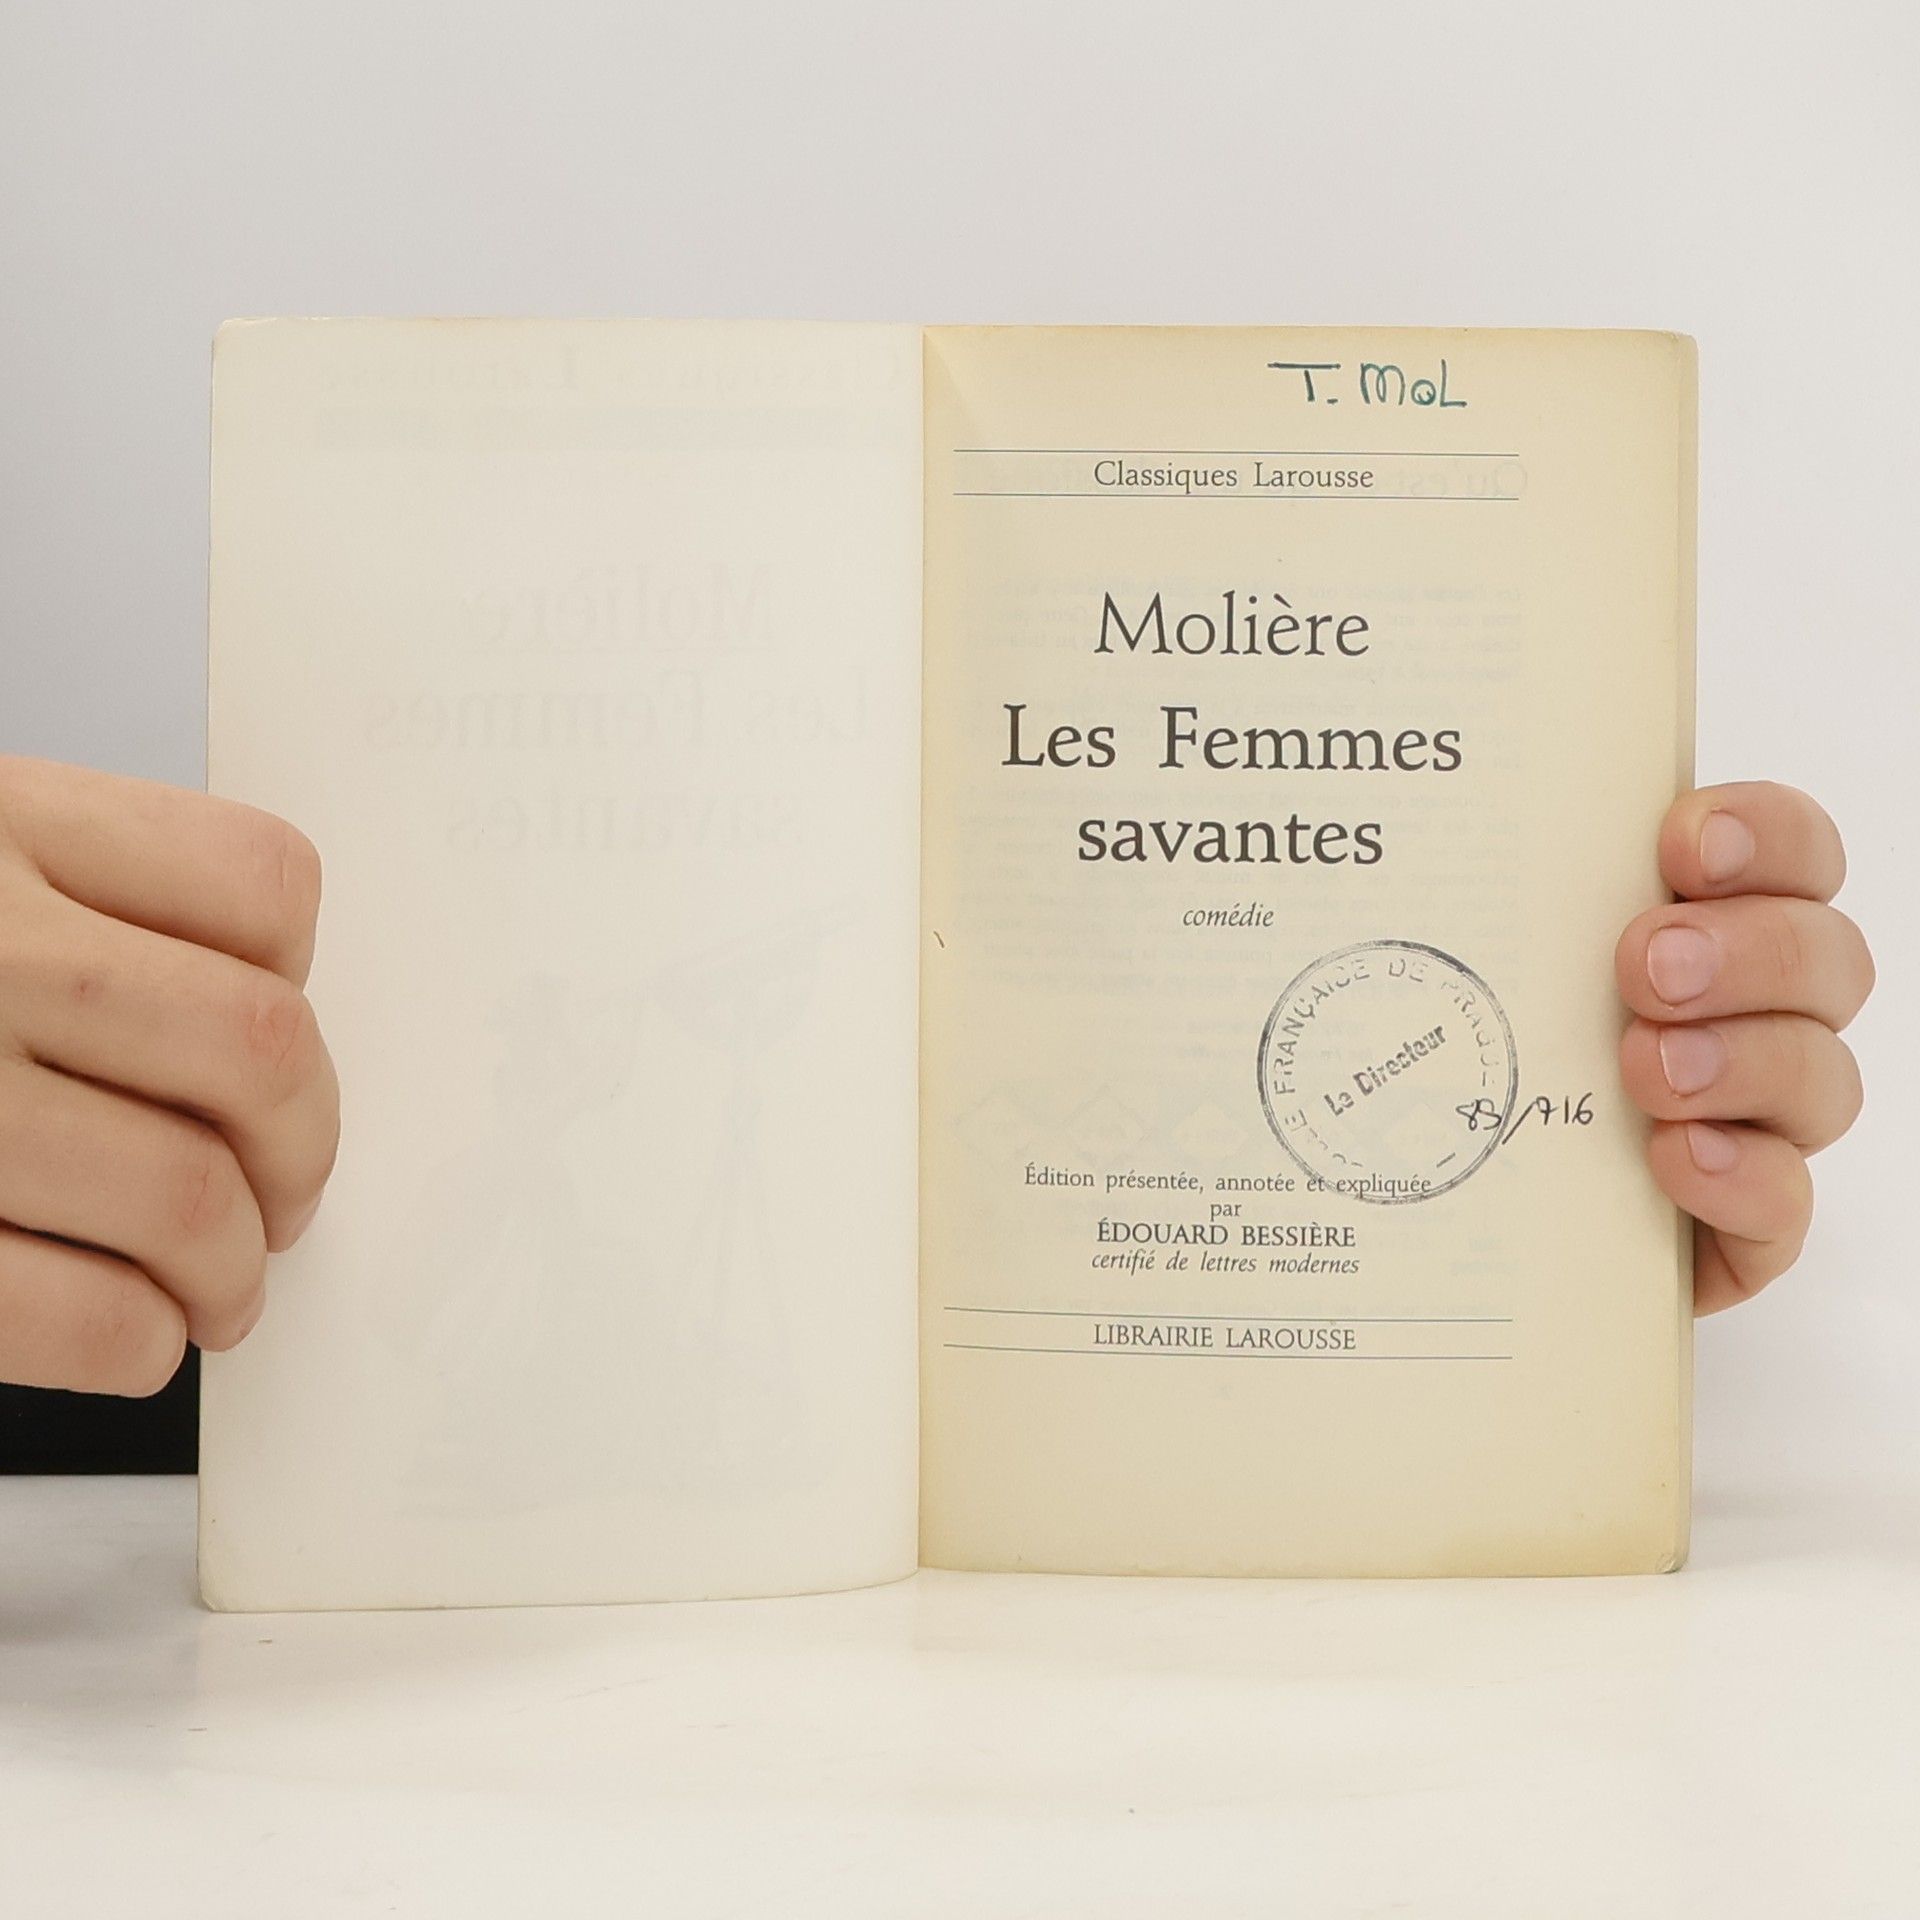 T. MOL
Classiques Larousse
Molière
Les Femmes
savantes
comédie
FRANÇAISE DE PRAGUE
Le Directeur
83/716
Édition présentée, annotée et expliquée
par
ÉDOUARD BESSIÈRE
certifié de lettres modernes
LIBRAIRIE LAROUSSE